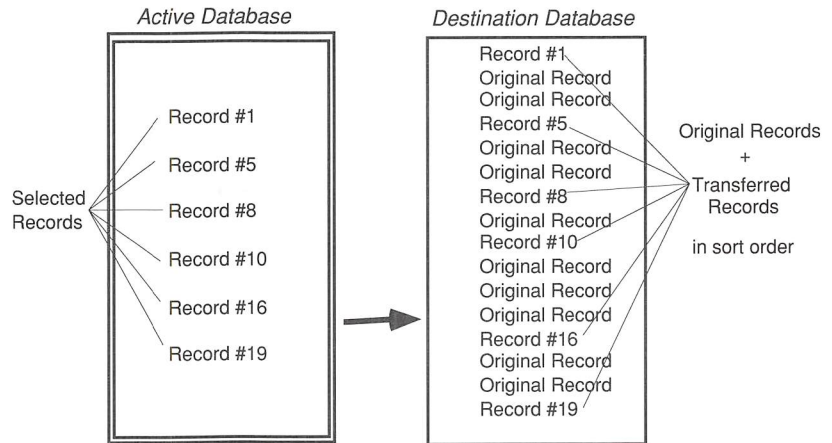 Active Database
Destination Database
Selected
Records
Record #1
Record #5
Record #8
Record #10
Record #16
Record #19
Record #1
Original Record
Original Record
Record #5
Original Record
Original Record
Record #8
Original Record
Record #10
Original Record
Original Record
Original Record
Record #16
Original Record
Original Record
Record #19
Original Records
+
Transferred
Records
in sort order